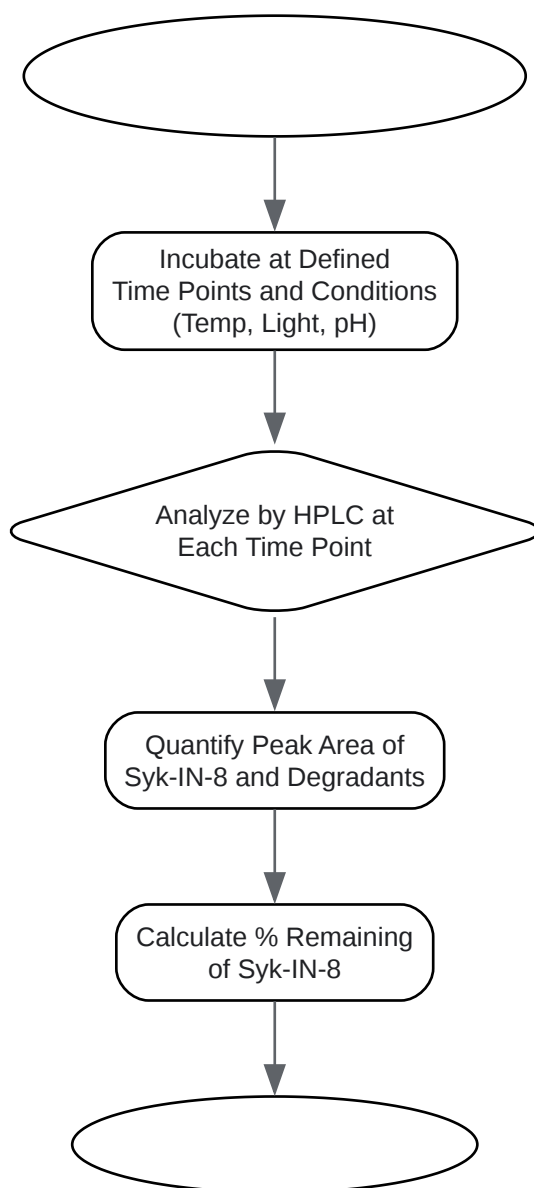 Incubate at Defined
Time Points and Conditions
(Temp, Light, pH)
Analyze by HPLC at
Each Time Point
Quantify Peak Area of
Syk-IN-8 and Degradants
Calculate % Remaining
of Syk-IN-8